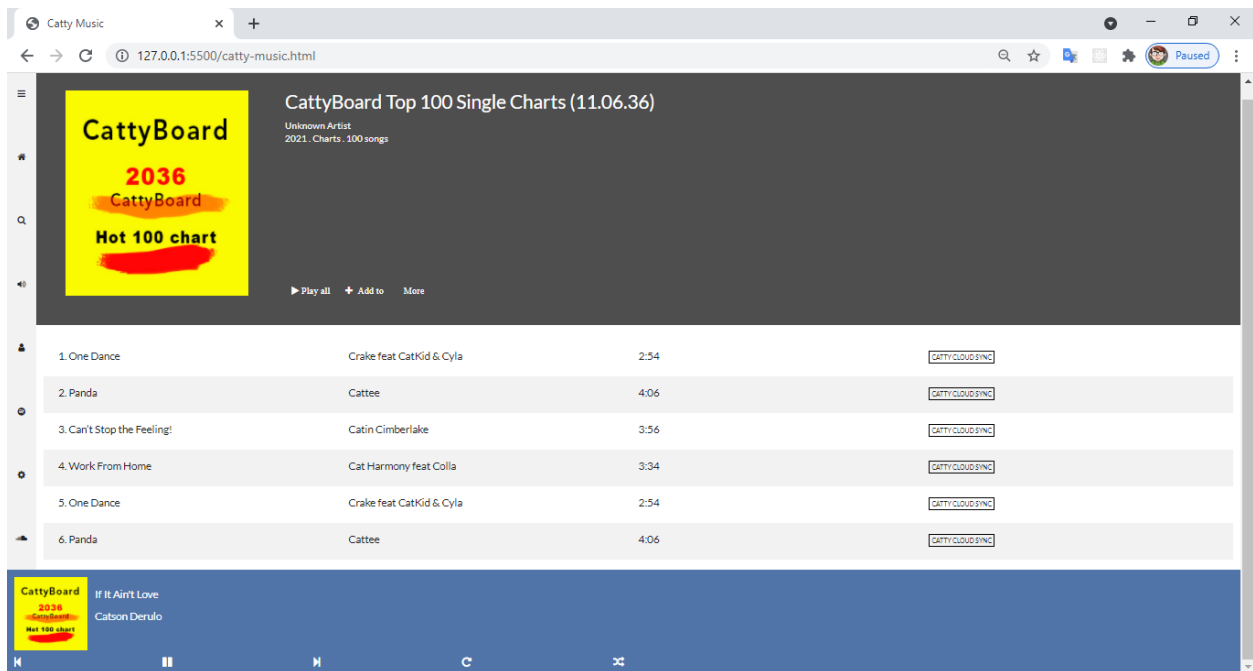 Catty Music
127.0.0.1:5500/catty-music.html
Paused
CattyBoard
2036
CattyBoard
Hot 100 chart
CattyBoard Top 100 Single Charts (11.06.36)
Unknown Artist
2021 . Charts . 100 songs
Play all Add to More
1. One Dance Crake feat CatKid & Cyla 2:54 CATTY CLOUD SYNC
2. Panda Cattee 4:06 CATTY CLOUD SYNC
3. Can't Stop the Feeling! Catin Cimberlake 3:56 CATTY CLOUD SYNC
4. Work From Home Cat Harmony feat Colla 3:34 CATTY CLOUD SYNC
5. One Dance Crake feat CatKid & Cyla 2:54 CATTY CLOUD SYNC
6. Panda Cattee 4:06 CATTY CLOUD SYNC
CattyBoard
2036
CattyBoard
Hot 100 chart
If It Ain't Love
Catson Derulo